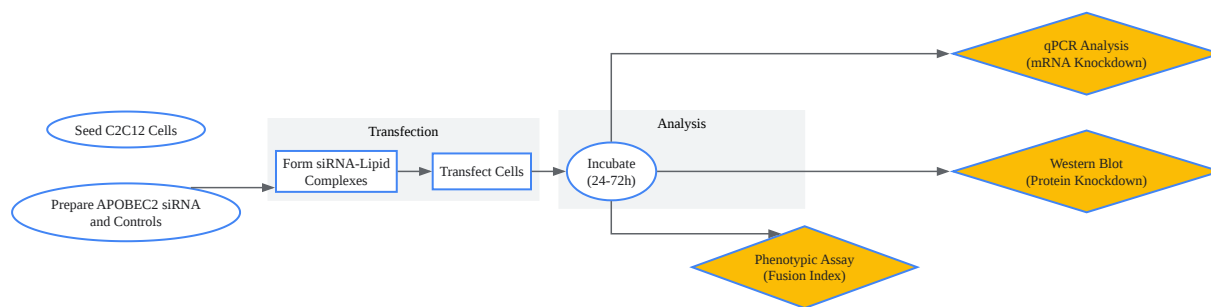 Seed C2C12 Cells
Prepare APOBEC2 siRNA
and Controls
Transfection
Form siRNA-Lipid
Complexes
Transfect Cells
Analysis
Incubate
(24-72h)
qPCR Analysis
(mRNA Knockdown)
Western Blot
(Protein Knockdown)
Phenotypic Assay
(Fusion Index)